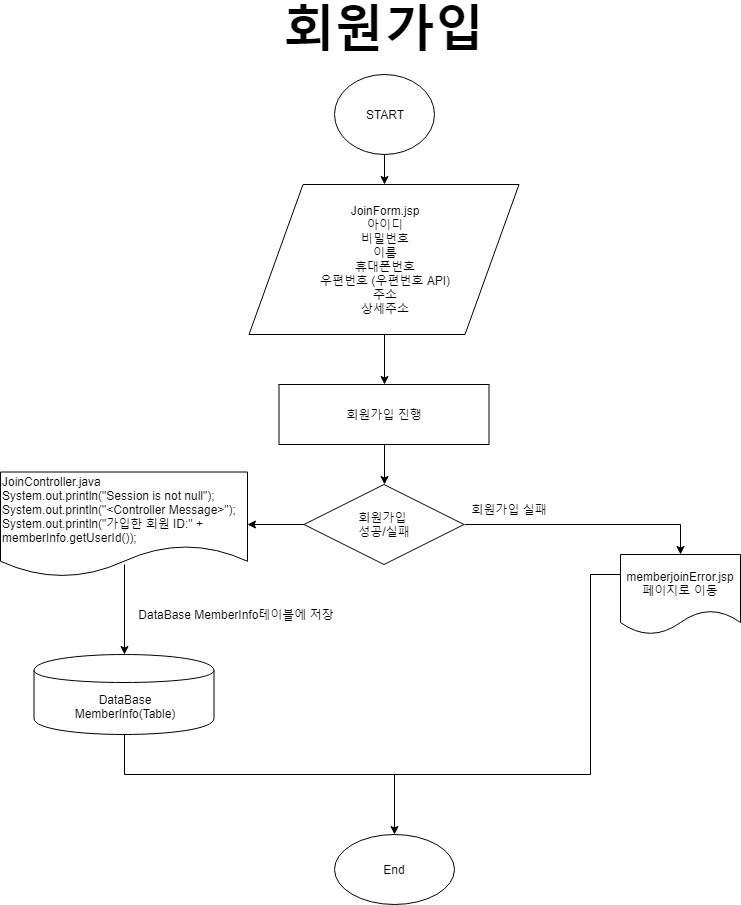 회원가입
START
JoinForm.jsp
아이디
비밀번호
이름
휴대폰번호
우편번호 (우편번호 API)
주소
상세주소
회원가입 진행
회원가입
성공/실패
회원가입 실패
JoinController.java
System.out.println("Session is not null");
System.out.println("<Controller Message>");
System.out.println("가입한 회원 ID:" +
memberInfo.getUserId());
memberjoinError.jsp
페이지로 이동
DataBase MemberInfo테이블에 저장
DataBase
MemberInfo(Table)
End